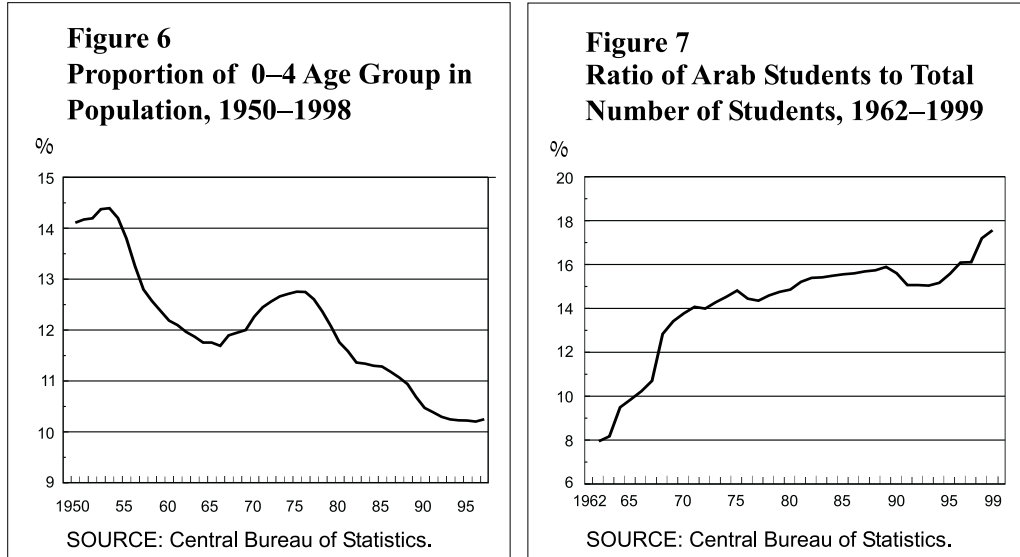 Figure 6
Proportion of 0–4 Age Group in
Population, 1950–1998
%
15
14
13
12
11
10
9
1950 55 60 65 70 75 80 85 90 95
SOURCE: Central Bureau of Statistics.
Figure 7
Ratio of Arab Students to Total
Number of Students, 1962–1999
%
20
18
16
14
12
10
8
6
1962 65 70 75 80 85 90 95 99
SOURCE: Central Bureau of Statistics.